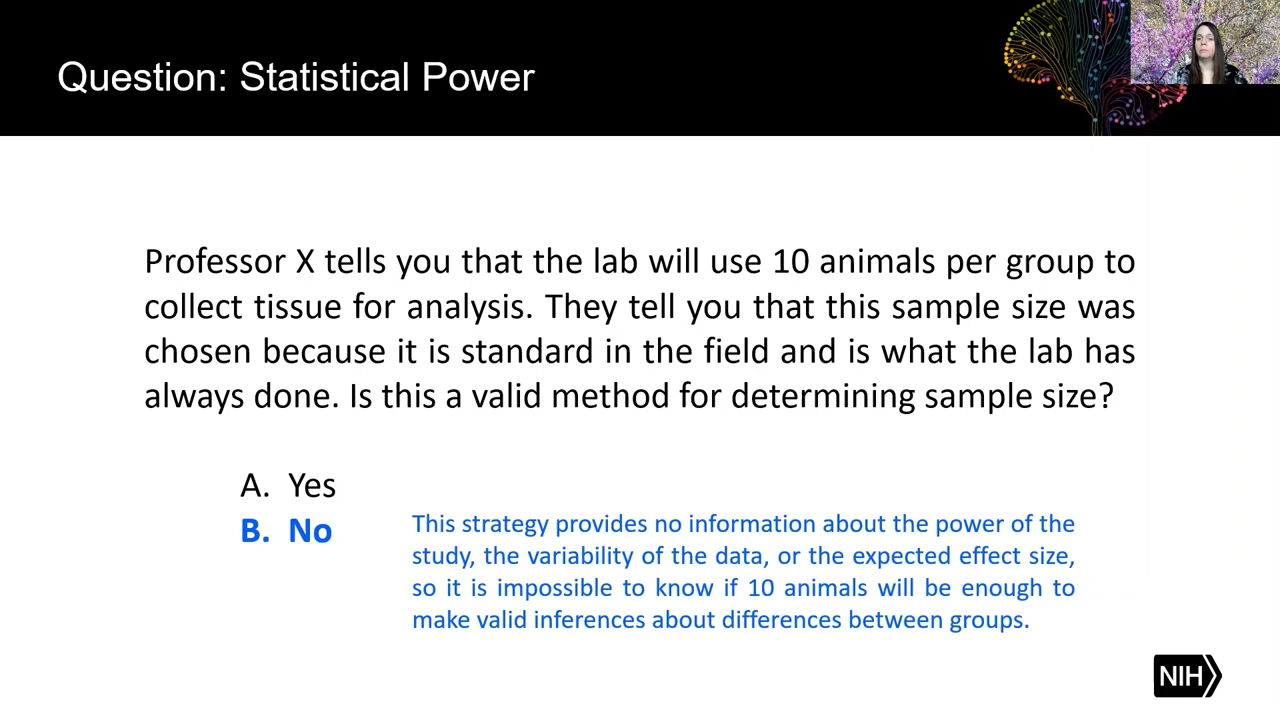 Question: Statistical Power
Professor X tells you that the lab will use 10 animals per group to
collect tissue for analysis. They tell you that this sample size was
chosen because it is standard in the field and is what the lab has
always done. Is this a valid method for determining sample size?
A. Yes
B. No
This strategy provides no information about the power of the
study, the variability of the data, or the expected effect size,
so it is impossible to know if 10 animals will be enough to
make valid inferences about differences between groups.
NIH